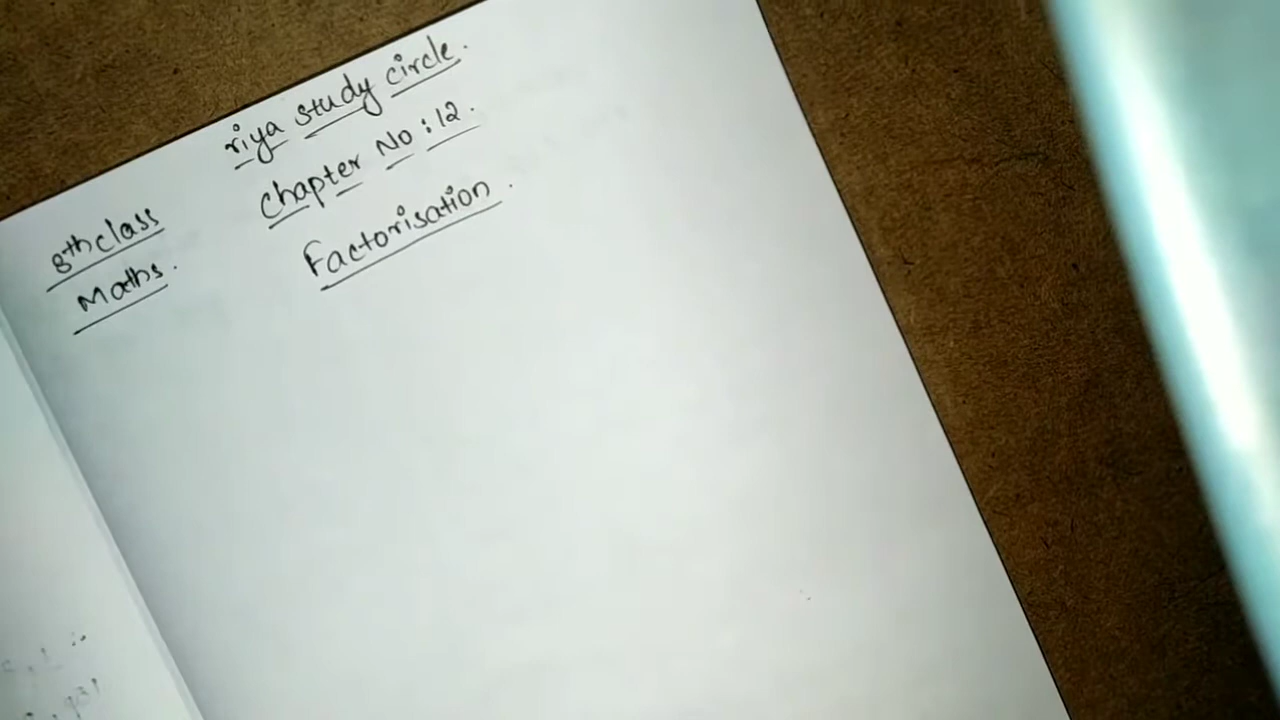 riya study circle.
Chapter No : 12.
8th class
Maths.
Factorisation.